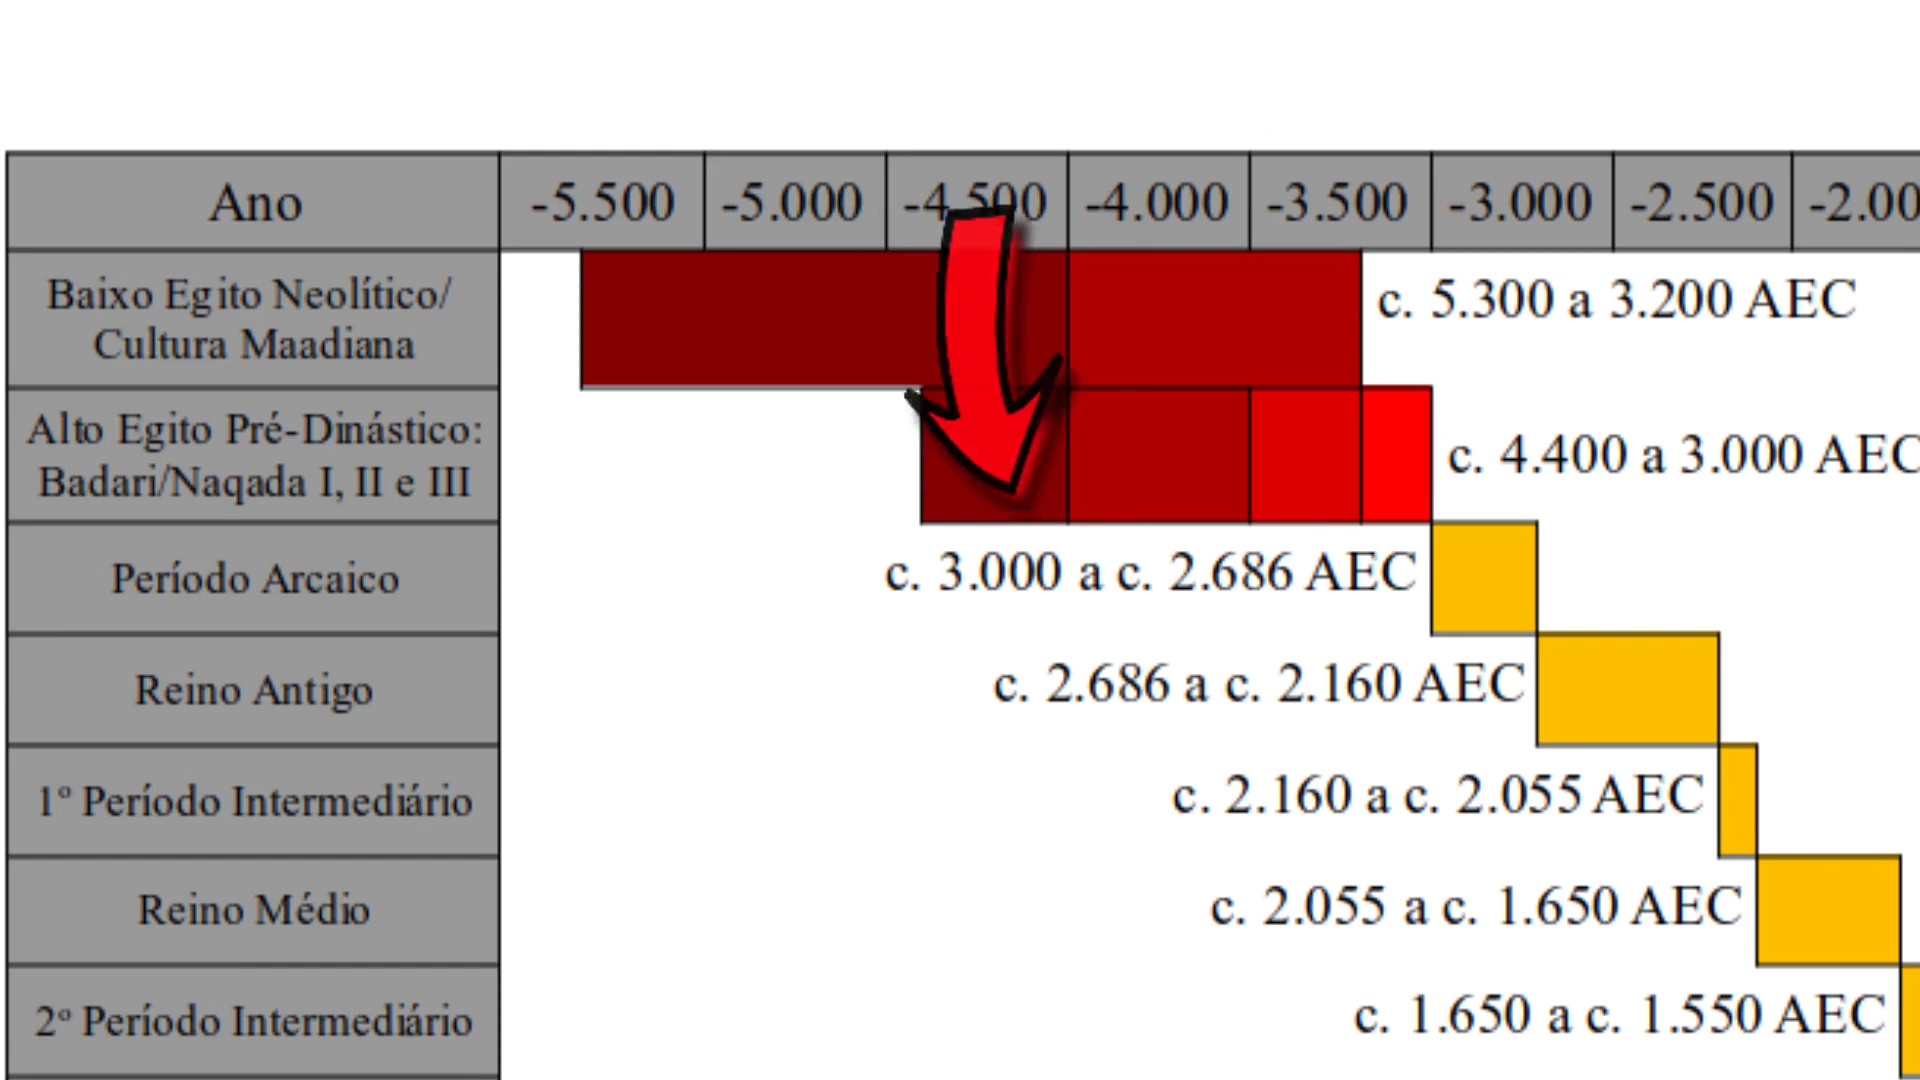 Ano -5.500 -5.000 -4.500 -4.000 -3.500 -3.000 -2.500 -2.00
Baixo Egito Neolítico/
Cultura Maadiana
c. 5.300 a 3.200 AEC
Alto Egito Pré-Dinástico:
Badari/Naqada I, II e III
c. 4.400 a 3.000 AEC
Período Arcaico
c. 3.000 a c. 2.686 AEC
Reino Antigo
c. 2.686 a c. 2.160 AEC
1º Período Intermediário
c. 2.160 a c. 2.055 AEC
Reino Médio
c. 2.055 a c. 1.650 AEC
2º Período Intermediário
c. 1.650 a c. 1.550 AEC